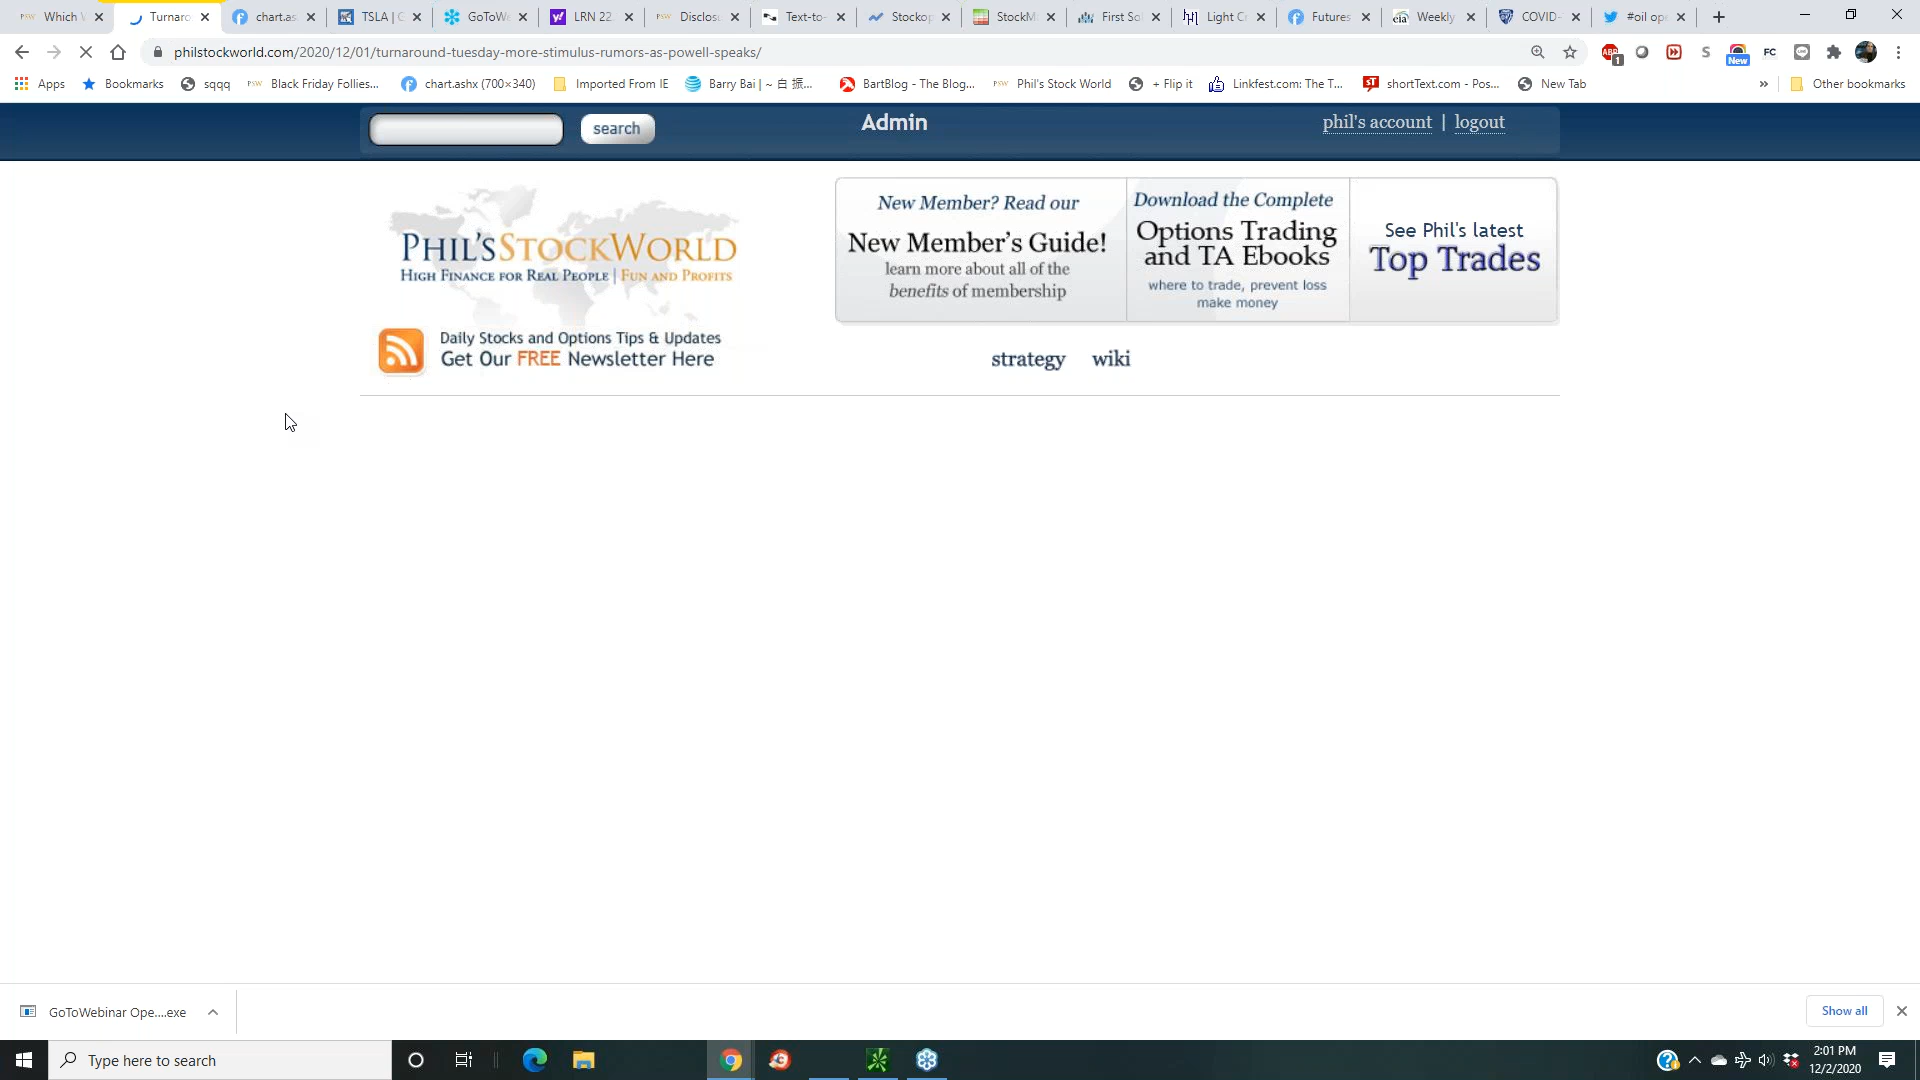 Which
Turnaro
chart.as
TSLA | C
GoToWe
LRN 22
Disclosu
Text-to-
Stockop
StockM
First So
Light C
Futures
Weekly
COVID-
#oil op
philstockworld.com/2020/12/01/turnaround-tuesday-more-stimulus-rumors-as-powell-speaks/
Apps
Bookmarks
sqqq
Black Friday Follies...
chart.ashx (700×340)
Imported From IE
Barry Bai | ~ 白 振...
BartBlog - The Blog...
Phil's Stock World
+ Flip it
Linkfest.com: The T...
shortText.com - Pos...
New Tab
»
Other bookmarks
search
Admin
phil's account | logout
PHIL'S STOCKWORLD
HIGH FINANCE FOR REAL PEOPLE | FUN AND PROFITS
Daily Stocks and Options Tips & Updates
Get Our FREE Newsletter Here
New Member? Read our
New Member's Guide!
learn more about all of the
benefits of membership
Download the Complete
Options Trading
and TA Ebooks
where to trade, prevent loss
make money
See Phil's latest
Top Trades
strategy wiki
GoToWebinar Ope....exe
Show all
Type here to search
2:01 PM
12/2/2020